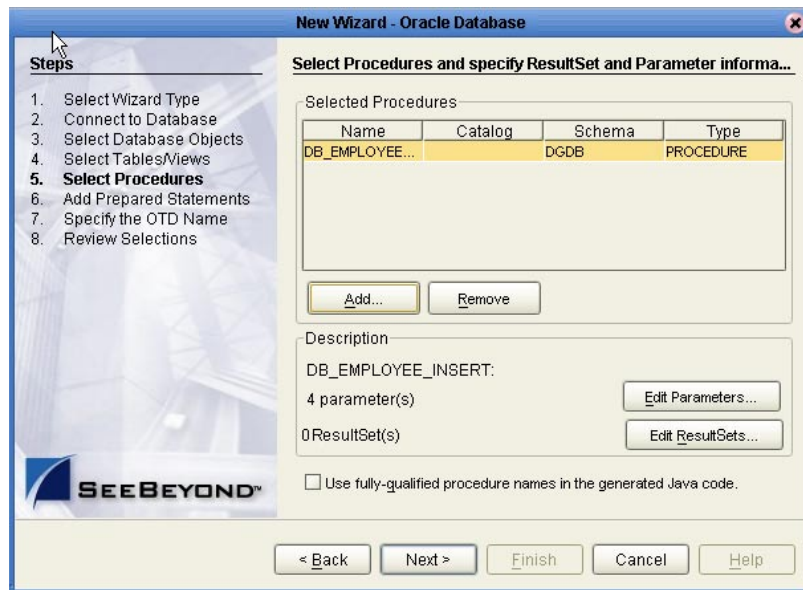 New Wizard - Oracle Database
Steps
1. Select Wizard Type
2. Connect to Database
3. Select Database Objects
4. Select Tables/Views
5. Select Procedures
6. Add Prepared Statements
7. Specify the OTD Name
8. Review Selections
SEEBEYOND™
Select Procedures and specify ResultSet and Parameter informa...
Selected Procedures
Name Catalog Schema Type
DB_EMPLOYEE... DGDB PROCEDURE
Add... Remove
Description
DB_EMPLOYEE_INSERT:
4 parameter(s) Edit Parameters...
0ResultSet(s) Edit ResultSets...
Use fully-qualified procedure names in the generated Java code.
< Back Next > Finish Cancel Help